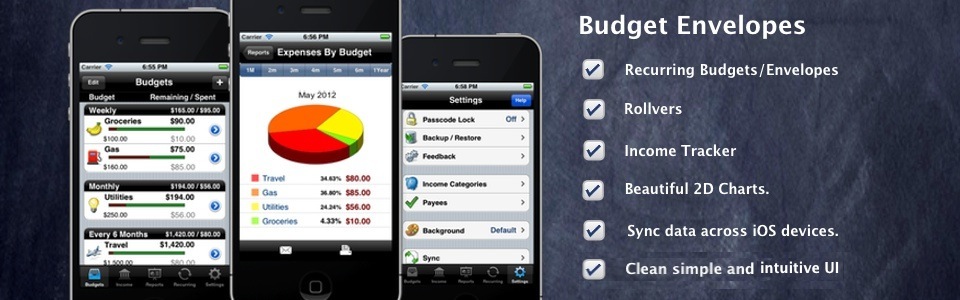 Carrier 6:55 PM
Edit Budgets +
Budget Remaining / Spent
Weekly $165.00 / $95.00
Groceries $90.00
$100.00 $10.00
Gas $75.00
$160.00 $85.00
Monthly $194.00 / $56.00
Utilities $194.00
$250.00 $56.00
Every 6 Months $1,420.00 / $80.00
Travel $1,420.00
$1,500.00 $80.00
Budgets Income Reports Recurring Settings
Carrier 6:56 PM
Reports Expenses By Budget
1M 2m 3m 4m 5m 6m 1Year
May 2012
Travel 34.63% $80.00
Gas 36.80% $85.00
Utilities 24.24% $56.00
Groceries 4.33% $10.00
Carrier 6:58 PM
Settings Help
Passcode Lock Off
Backup / Restore
Feedback
Income Categories
Payees
Background Default
Sync
Budgets Income Reports Recurring Settings
Budget Envelopes
Recurring Budgets/Envelopes
Rollvers
Income Tracker
Beautiful 2D Charts.
Sync data across iOS devices.
Clean simple and intuitive UI